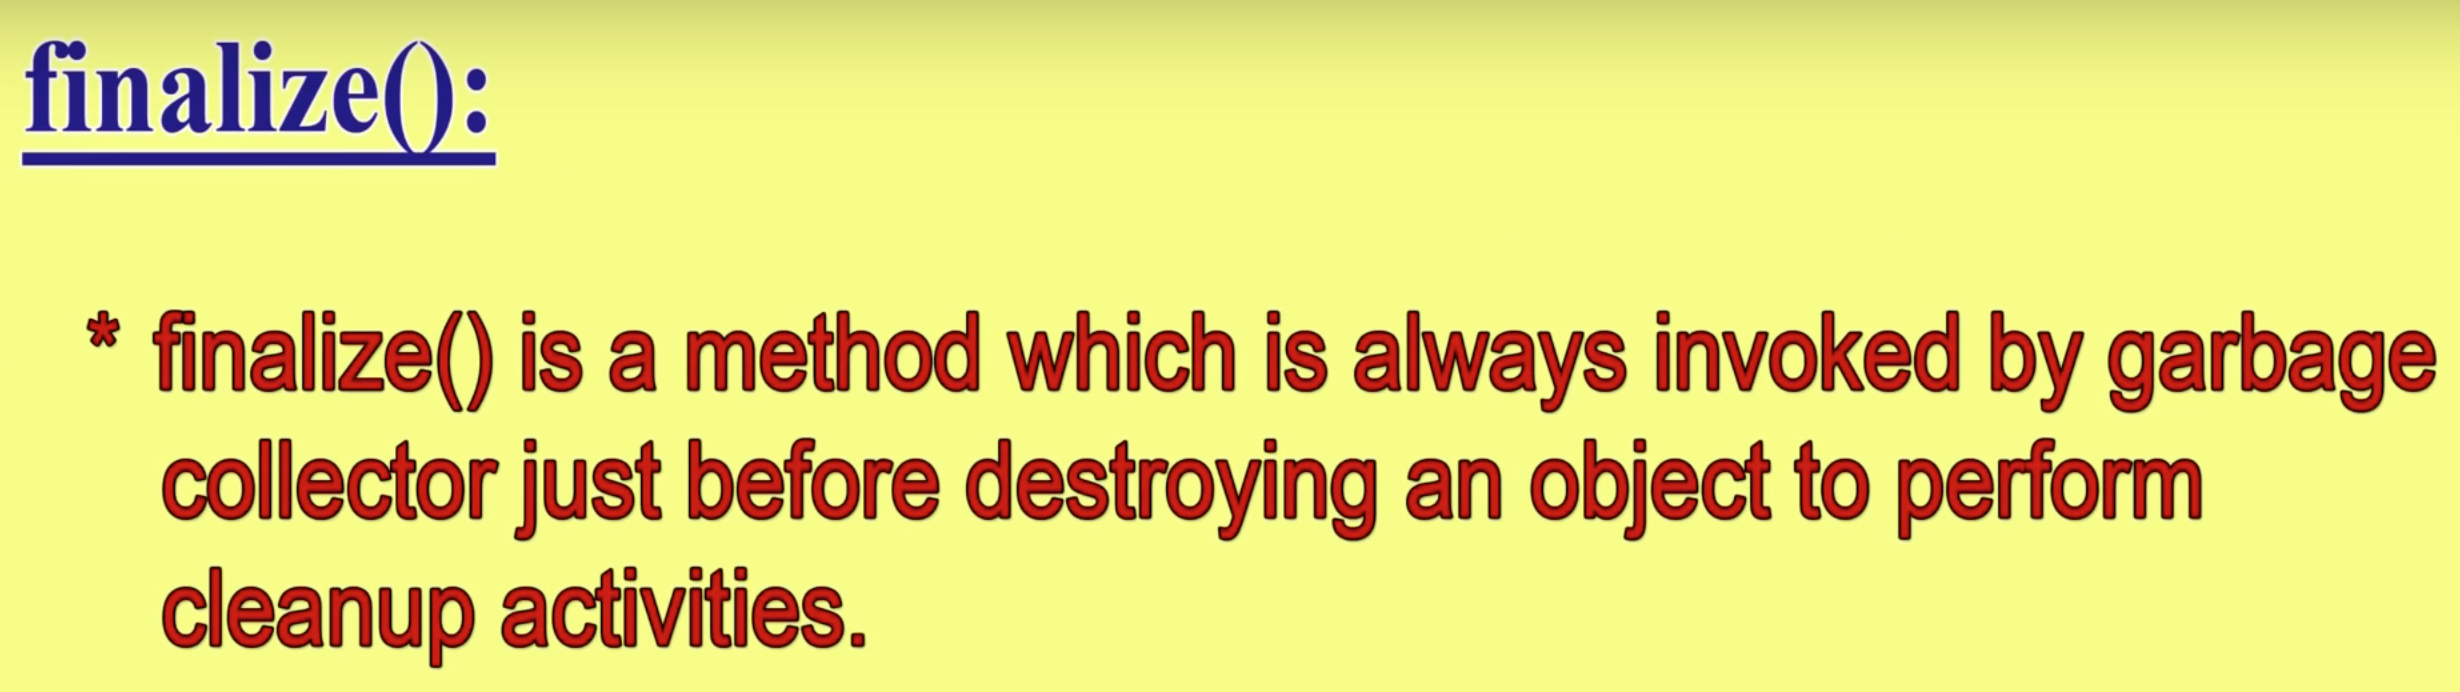 finalize():
* finalize() is a method which is always invoked by garbage
collector just before destroying an object to perform
cleanup activities.